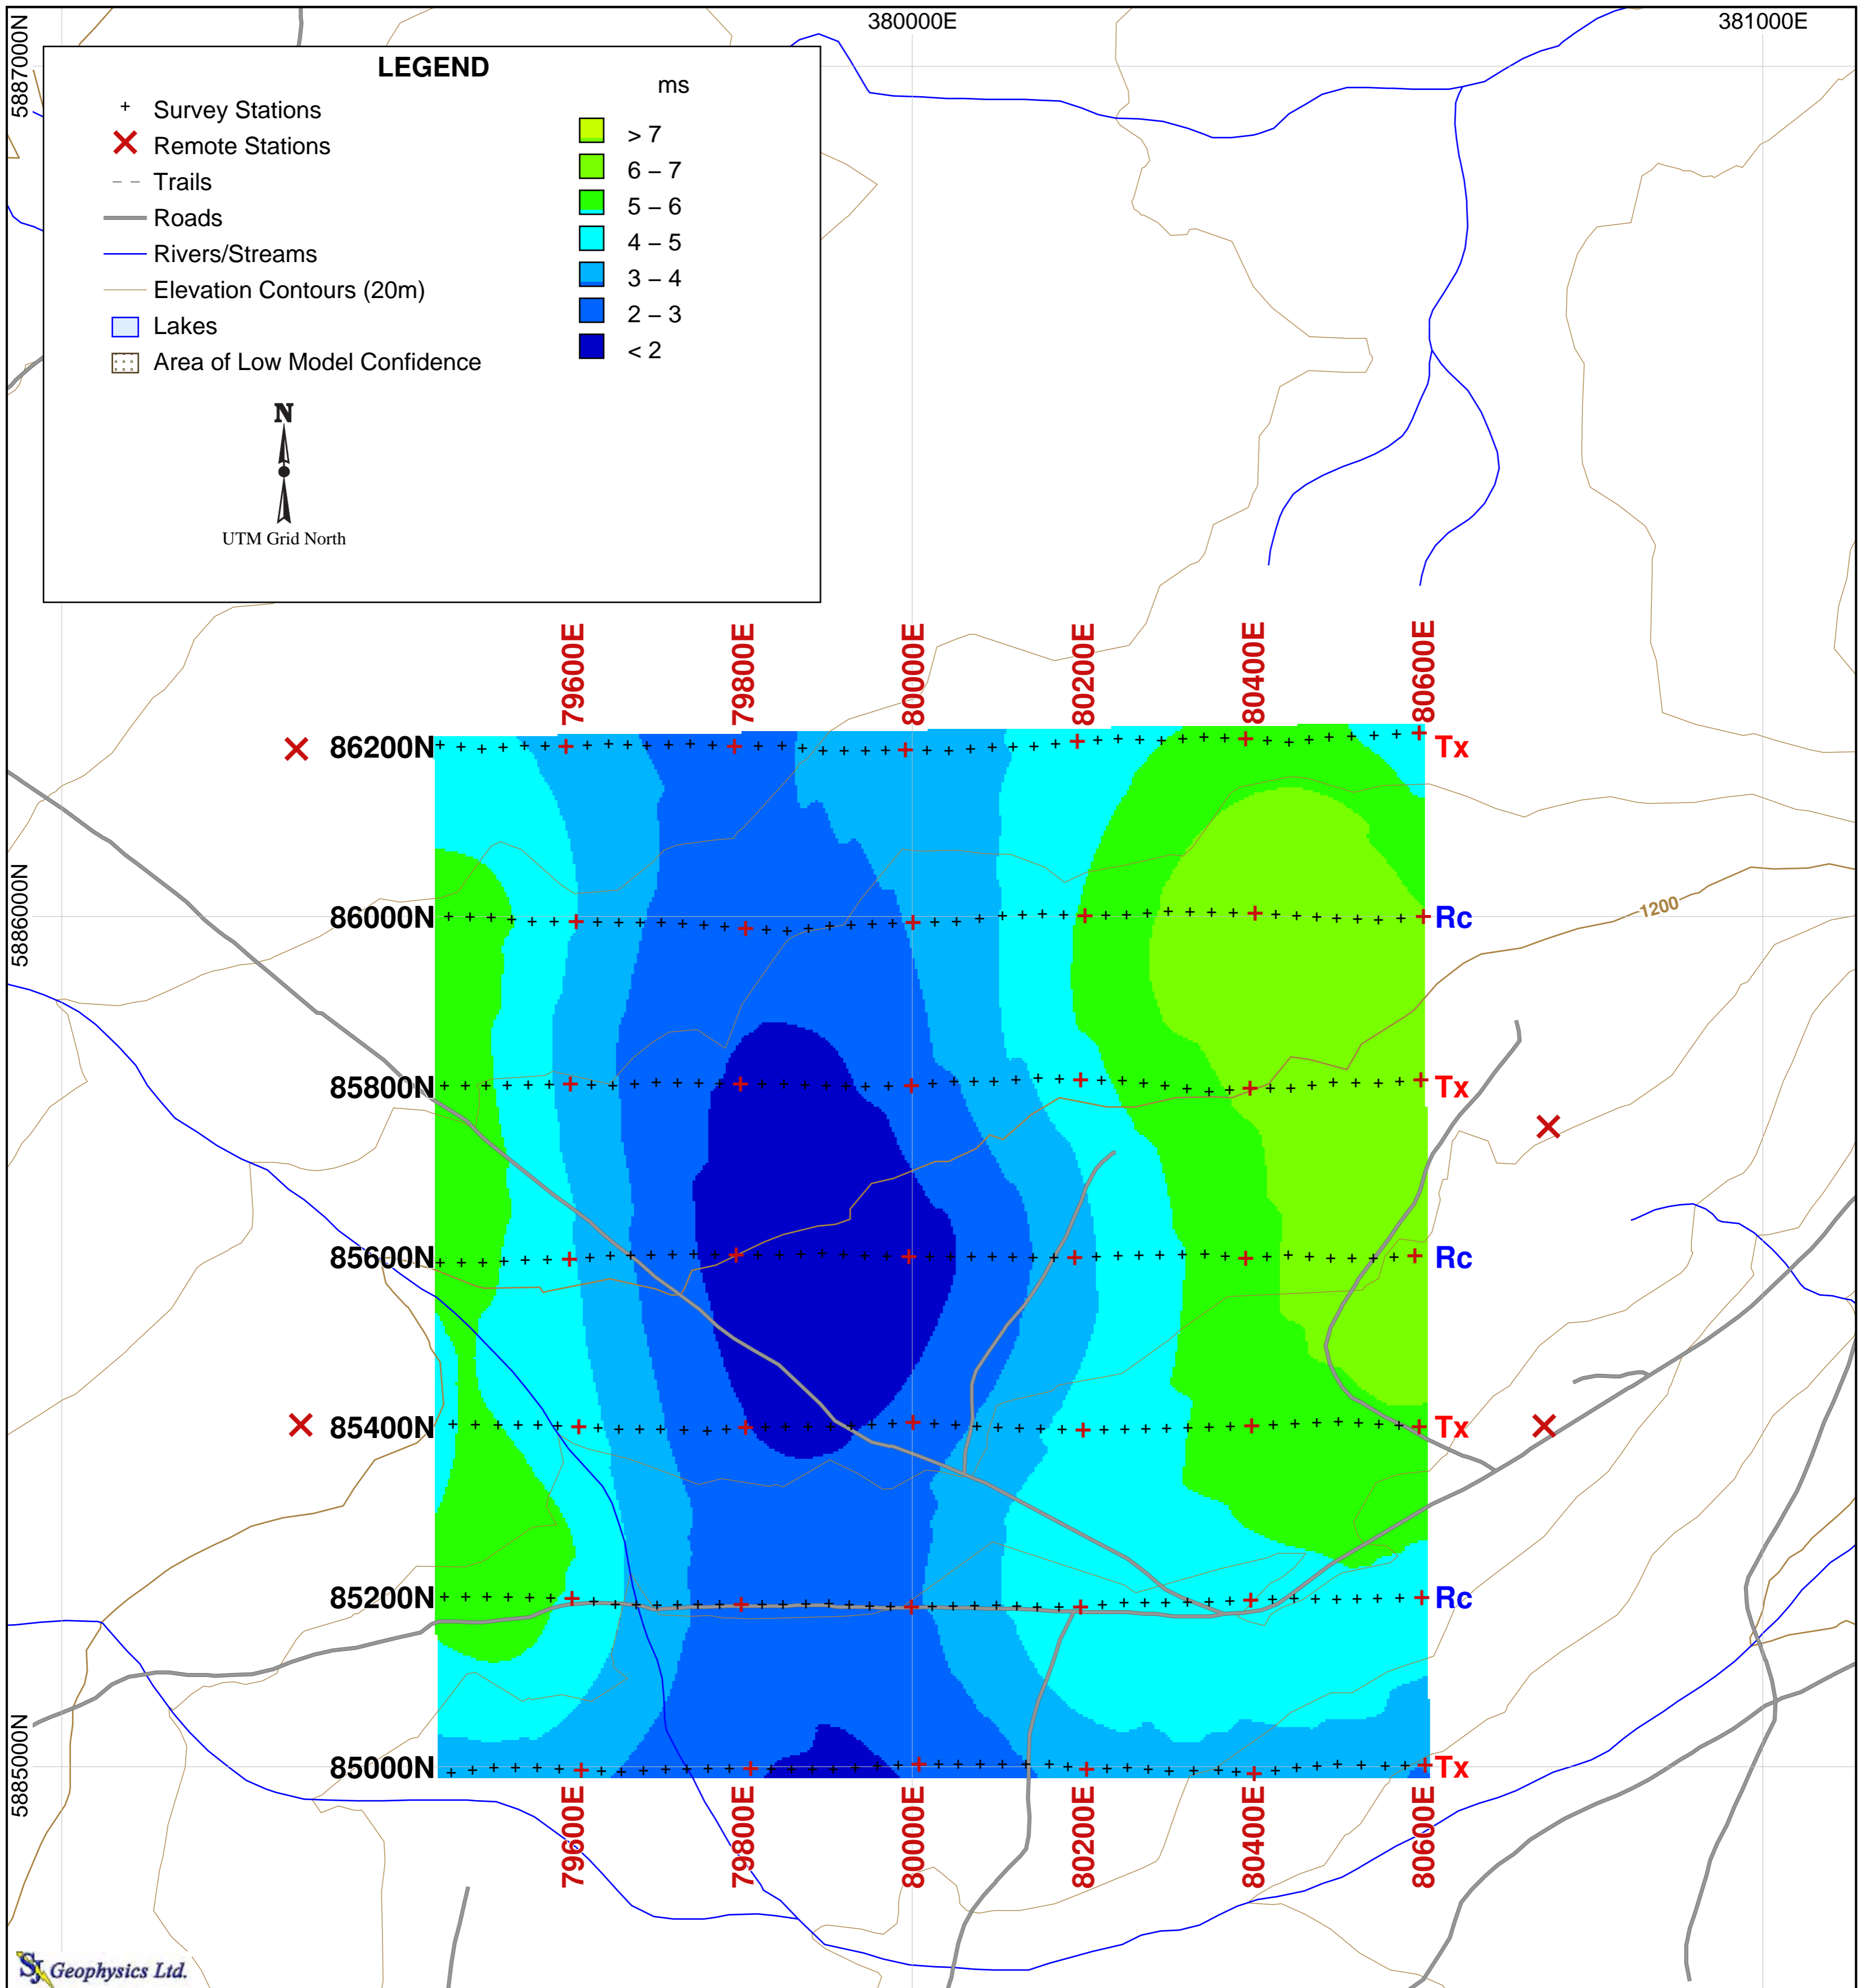 380000E
381000E
5887000N
LEGEND
ms
Survey Stations
Remote Stations
Trails
Roads
Rivers/Streams
Elevation Contours (20m)
Lakes
Area of Low Model Confidence
> 7
6 – 7
5 – 6
4 – 5
3 – 4
2 – 3
< 2
N
UTM Grid North
79600E
79800E
80000E
80200E
80400E
80600E
86200N
Tx
5886000N
86000N
Rc
1200
85800N
Tx
85600N
Rc
85400N
Tx
85200N
Rc
5885000N
85000N
Tx
79600E
79800E
80000E
80200E
80400E
80600E
SJ Geophysics Ltd.